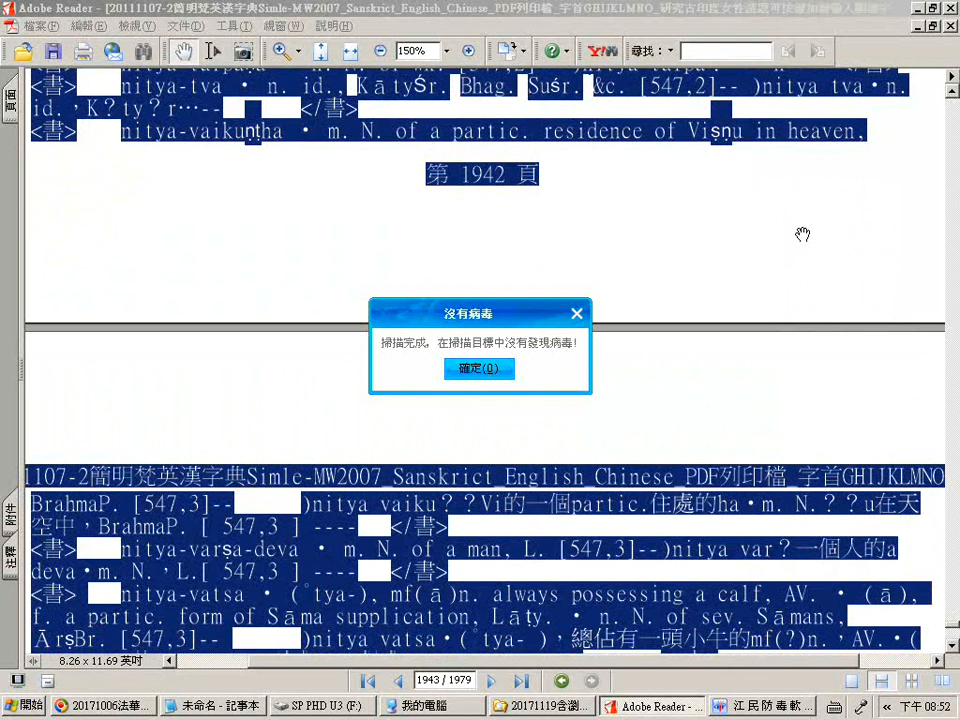 Adobe Reader - [20111107-2簡明梵英漢字典Simle-MW2007_Sanskrict_English_Chinese_PDF列印檔_字首GHIJKLMNO_研究古印度女性議題可按
檔案(F) 編輯(E) 檢視(V) 文件(D) 工具(T) 視窗(W) 說明(H)
150% Y! 尋找：
頁面
<書> nitya-tva • n. id., KātyŚr. Bhag. Suśr. &c. [547,2]-- )nitya tva•n.
id.，K?ty?r…-- </書>
<書> nitya-vaikuṇṭha • m. N. of a partic. residence of Viṣṇu in heaven,
第 1942 頁
沒有病毒
掃描完成，在掃描目標中沒有發現病毒!
確定(O)
1107-2簡明梵英漢字典Simle-MW2007_Sanskrict_English_Chinese_PDF列印檔_字首GHIJKLMNO
BrahmaP. [547,3]-- )nitya vaiku？？Vi的一個partic.住處的ha•m. N.？？u在天
空中，BrahmaP. [ 547,3 ] ---- </書>
<書> nitya-varṣa-deva • m. N. of a man, L. [547,3]--)nitya var？一個人的a
deva•m. N.，L.[ 547,3 ] ---- </書>
<書> nitya-vatsa • (°tya-), mf(ā)n. always possessing a calf, AV. • (ā),
f. a partic. form of Sāma supplication, Lāṭy. • n. N. of sev. Sāmans,
ĀrṣBr. [547,3]-- )nitya vatsa•(°tya- )，總佔有一頭小牛的mf(?)n.，AV.•(
附件
注釋
8.26 x 11.69 英吋
1943 / 1979
開始 20171006法華... 未命名 - 記事本 SP PHD U3 (F:) 我的電腦 20171119含瀏... Adobe Reader - ... 江民防毒軟... 下午 08:52